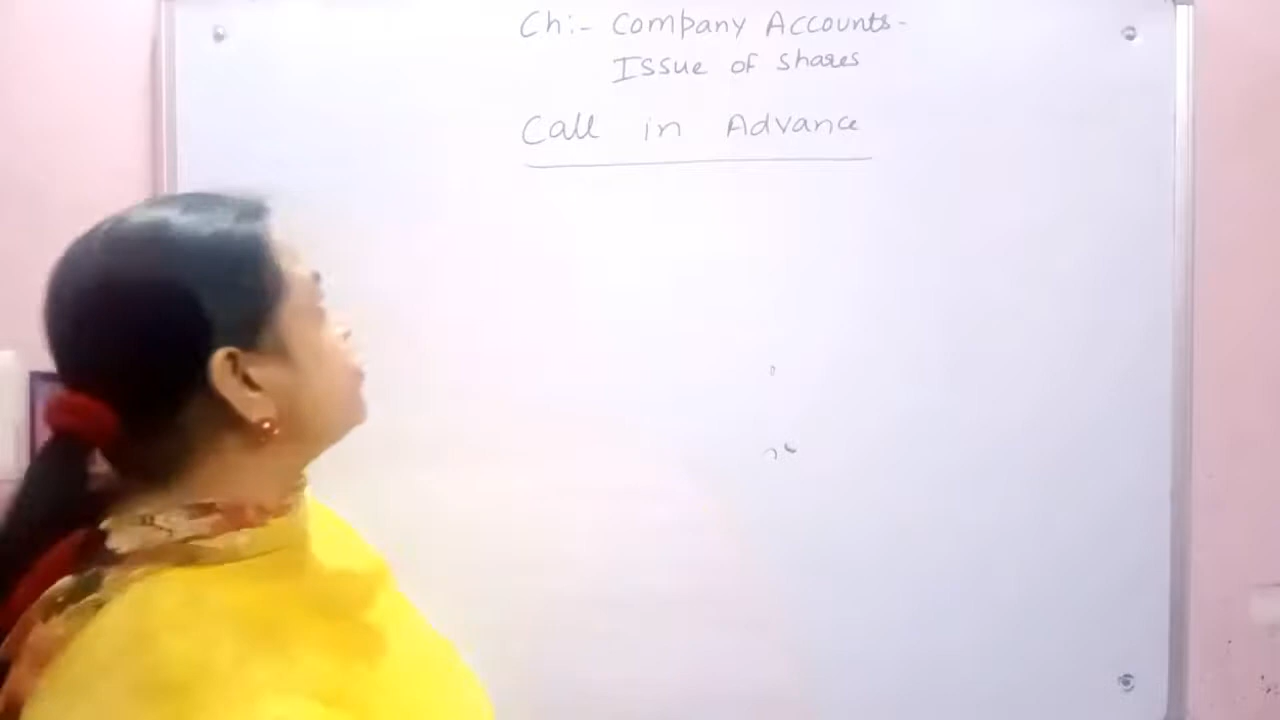 Ch:- Company Accounts-
Issue of Shares
Call in Advance